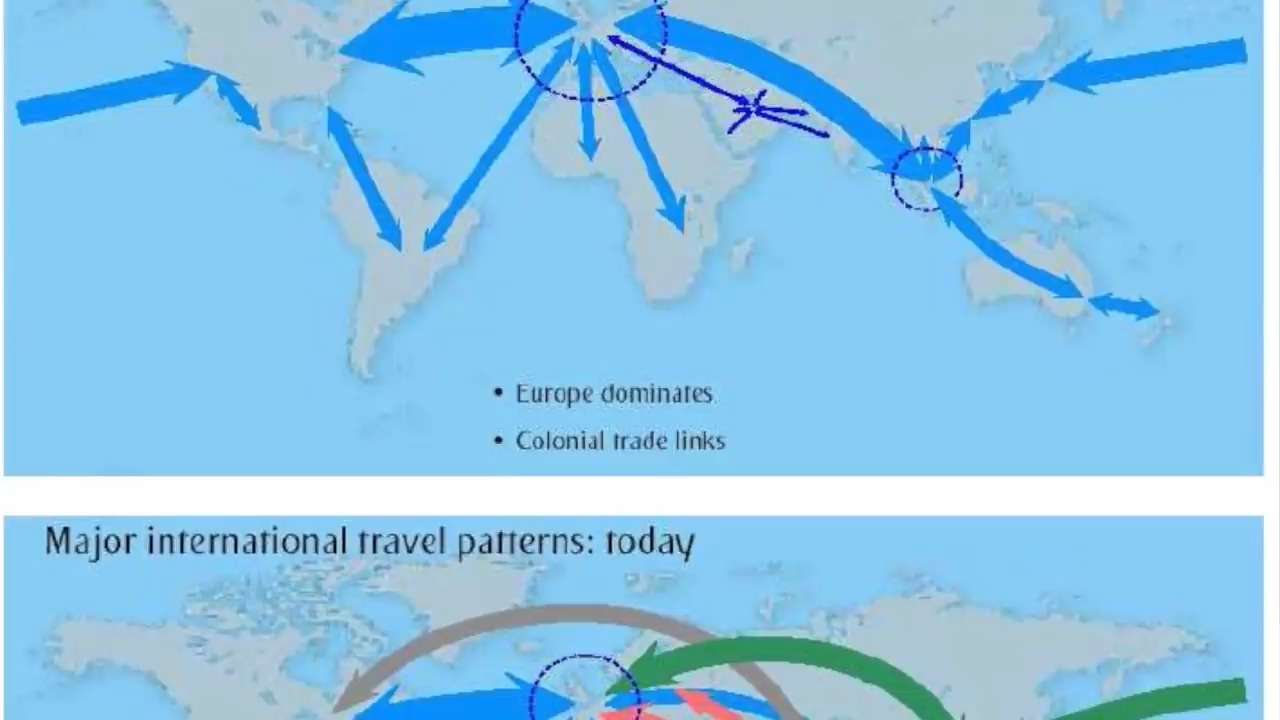 • Europe dominates
• Colonial trade links
Major international travel patterns: today